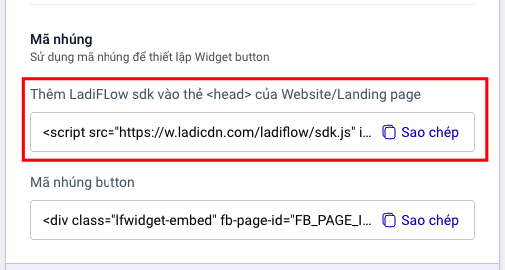 Mã nhúng
Sử dụng mã nhúng để thiết lập Widget button
Thêm LadiFLow sdk vào thẻ <head> của Website/Landing page
<script src="https://w.ladicdn.com/ladiflow/sdk.js" i... Sao chép
Mã nhúng button
<div class="lfwidget-embed" fb-page-id="FB_PAGE_I... Sao chép